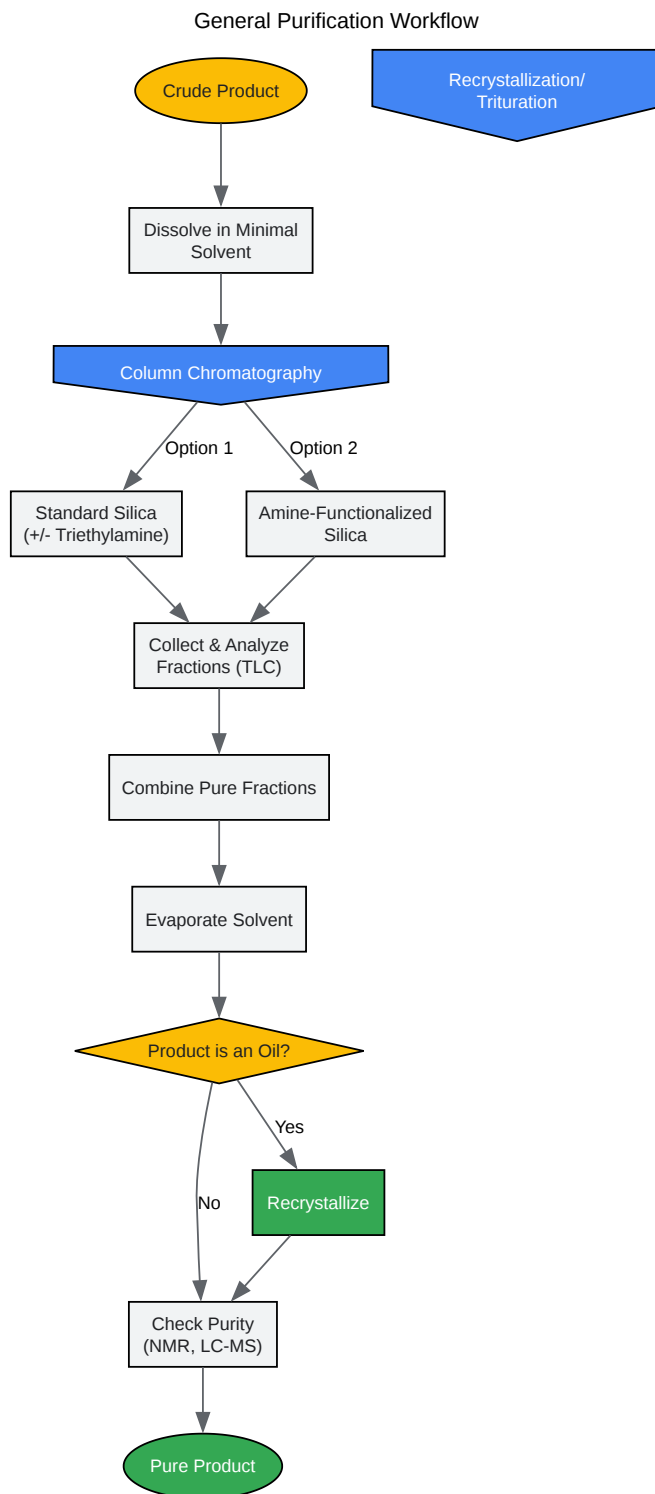 General Purification Workflow
Crude Product
Recrystallization/
Trituration
Dissolve in Minimal
Solvent
Column Chromatography
Option 1
Option 2
Standard Silica
(+/- Triethylamine)
Amine-Functionalized
Silica
Collect & Analyze
Fractions (TLC)
Combine Pure Fractions
Evaporate Solvent
Product is an Oil?
Yes
Recrystallize
No
Check Purity
(NMR, LC-MS)
Pure Product